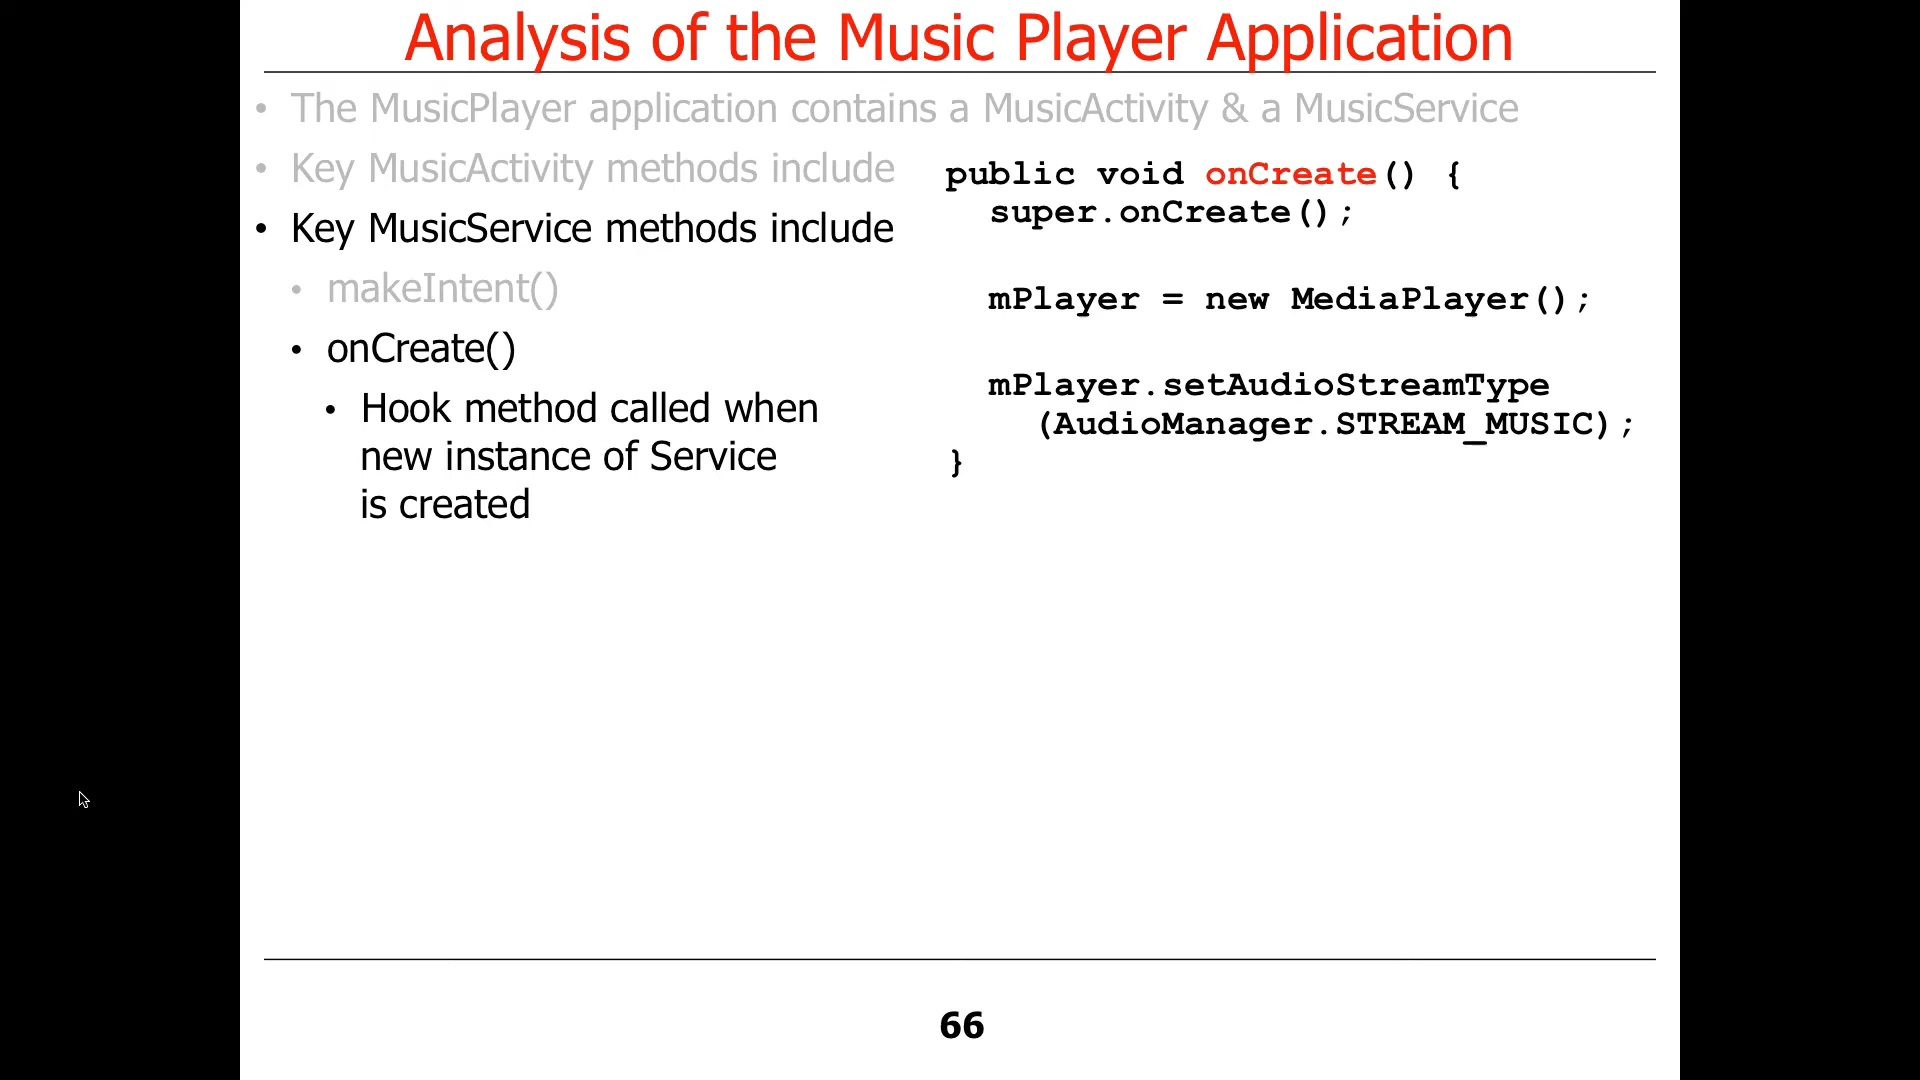 Analysis of the Music Player Application
• The MusicPlayer application contains a MusicActivity & a MusicService
• Key MusicActivity methods include
• Key MusicService methods include
• makeIntent()
• onCreate()
• Hook method called when
new instance of Service
is created
public void onCreate() {
super.onCreate();
mPlayer = new MediaPlayer();
mPlayer.setAudioStreamType
(AudioManager.STREAM_MUSIC);
}
66